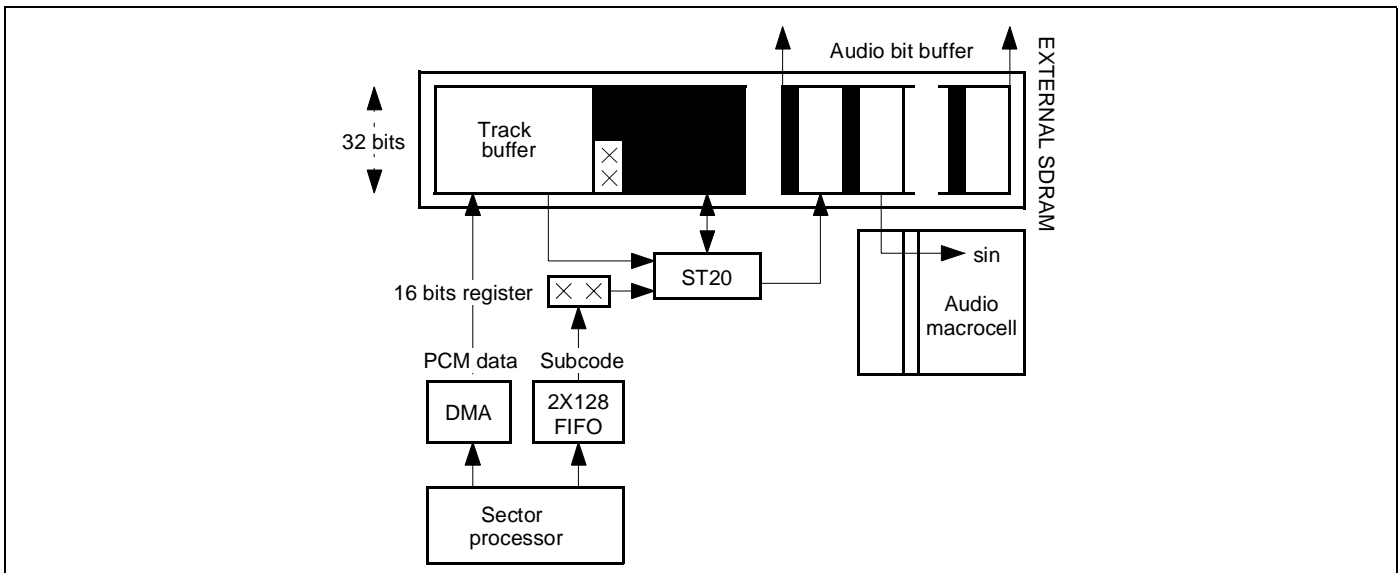 Audio bit buffer
EXTERNAL SDRAM
32 bits
Track
buffer
ST20
sin
16 bits register
Audio
macrocell
PCM data
Subcode
DMA
2X128
FIFO
Sector
processor